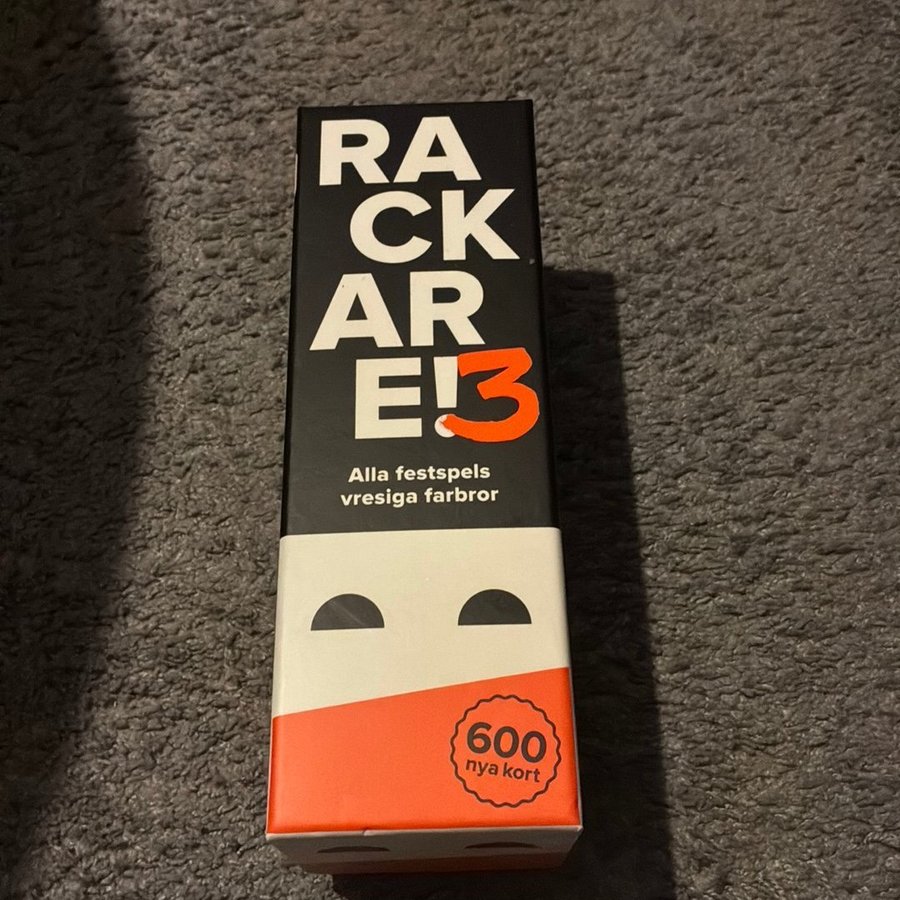 RA
CK
AR
E!3
Alla festspels
vresiga farbror
600
nya kort